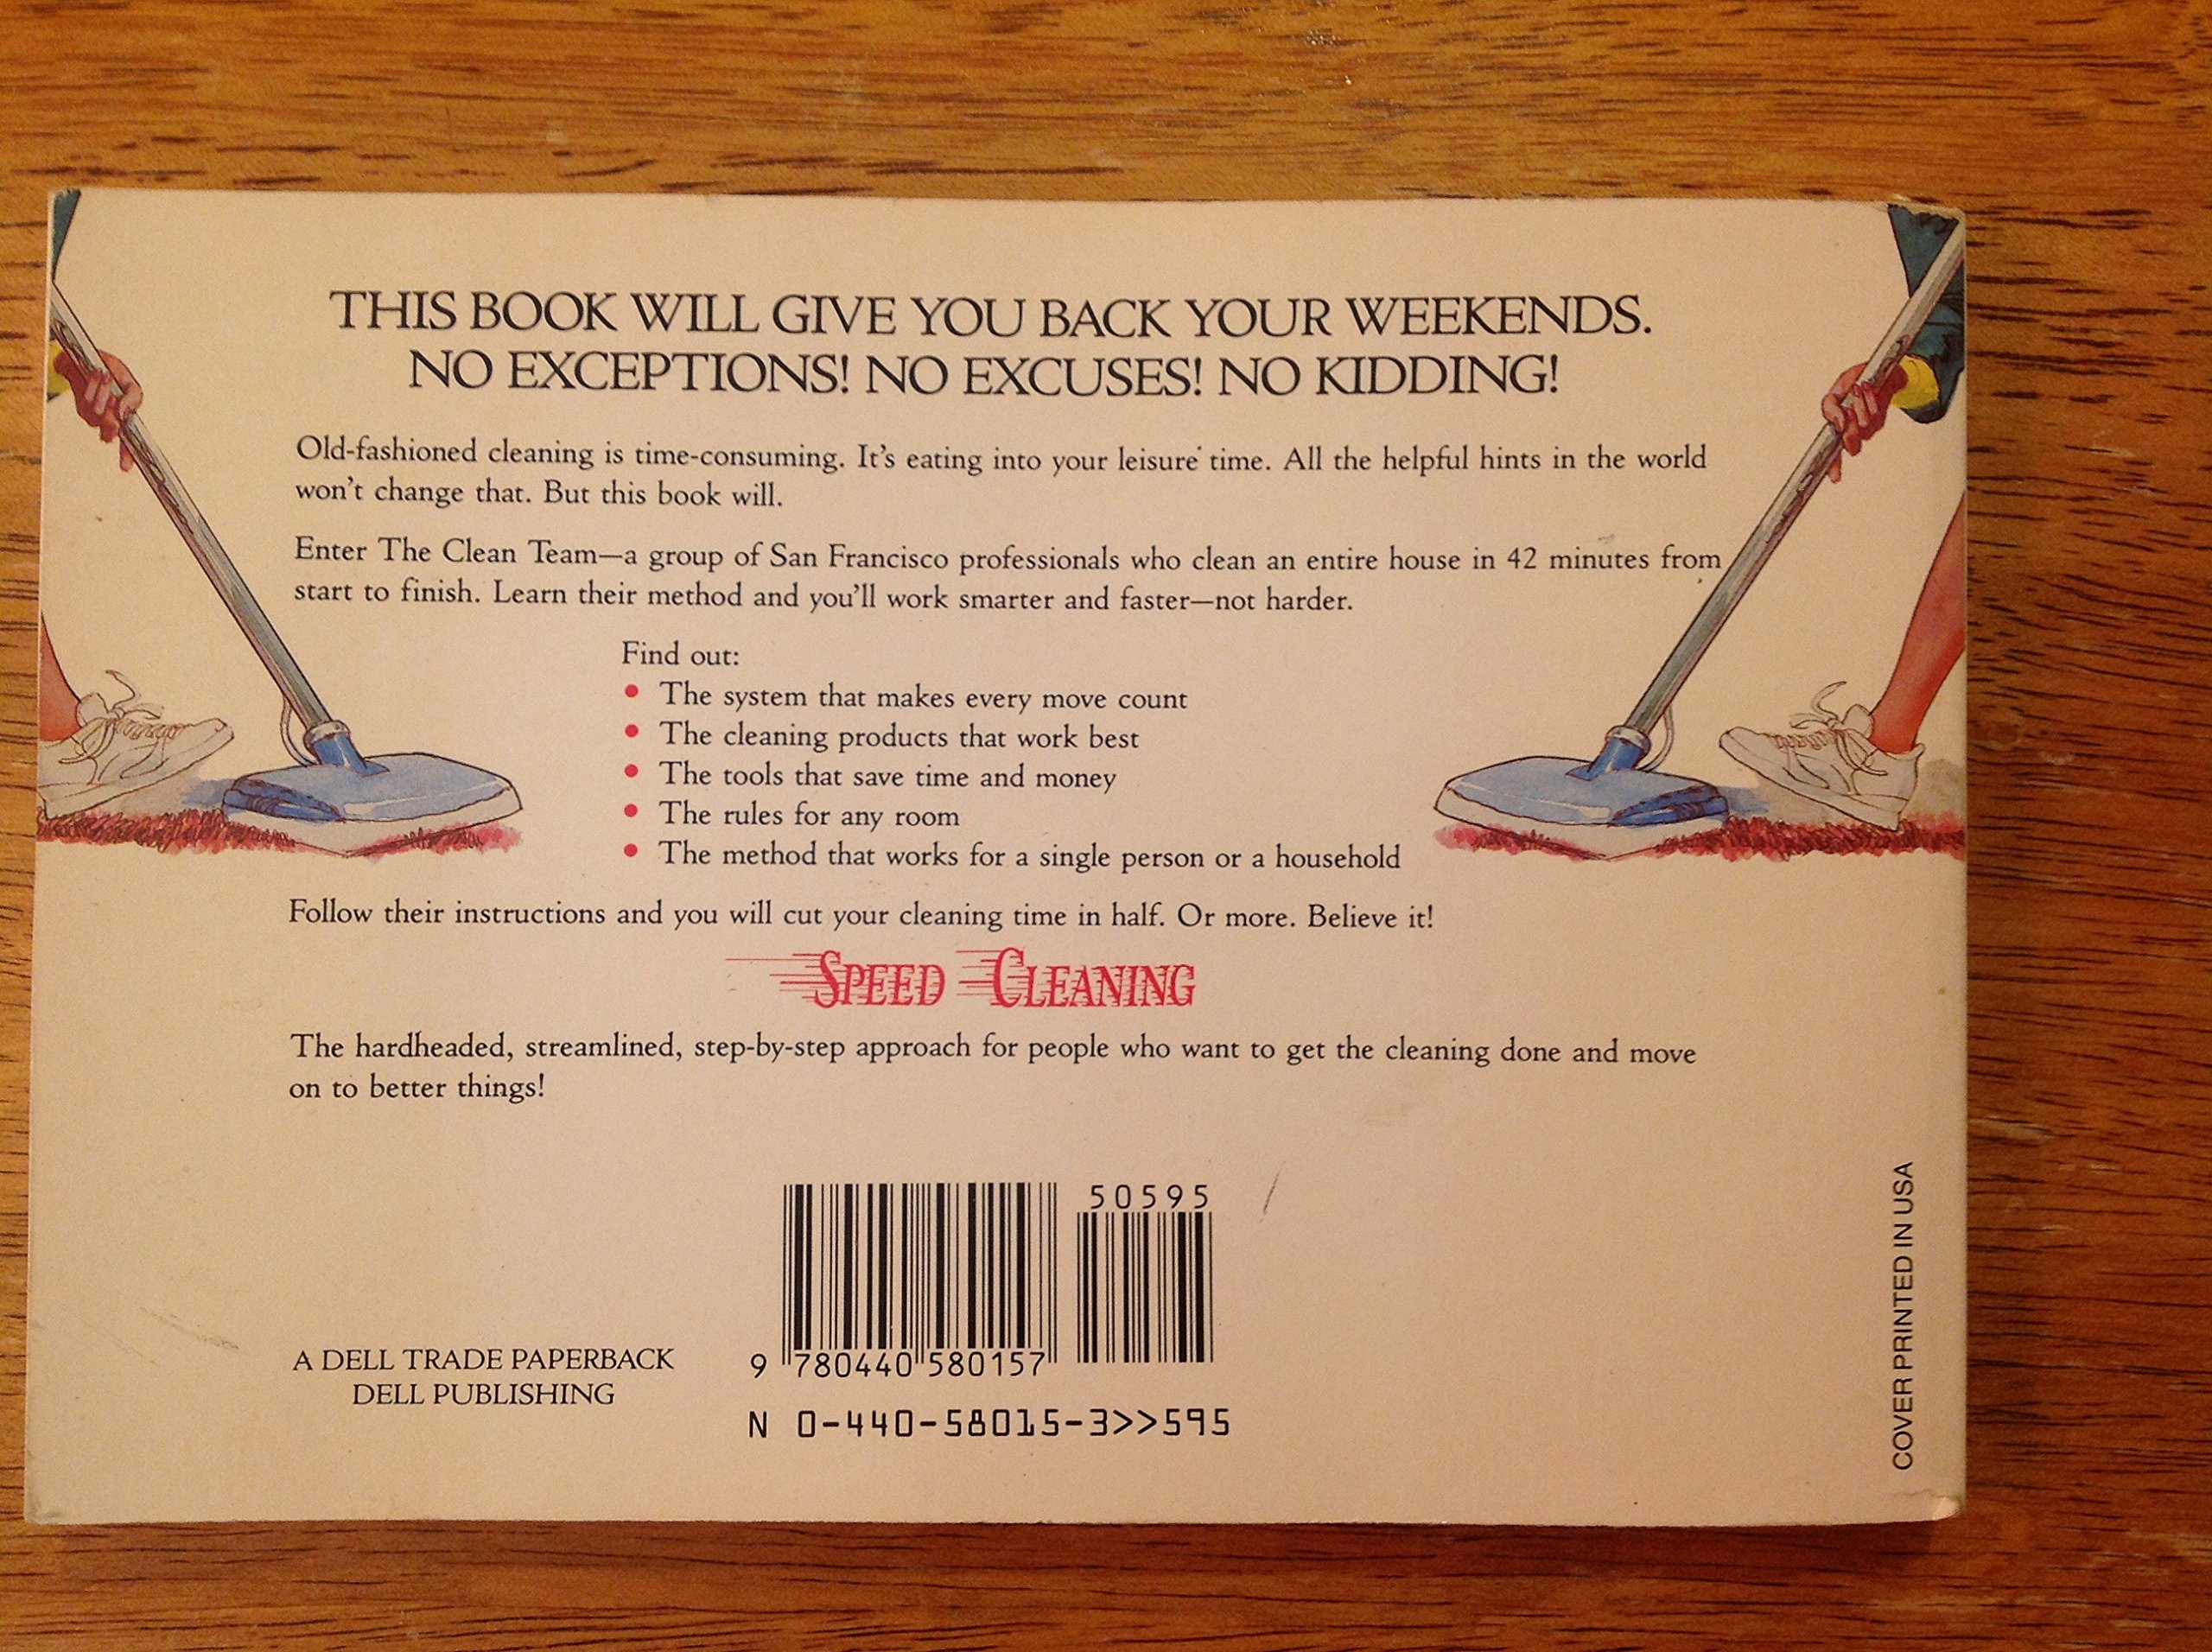 THIS BOOK WILL GIVE YOU BACK YOUR WEEKENDS.
NO EXCEPTIONS! NO EXCUSES! NO KIDDING!
Old-fashioned cleaning is time-consuming. It's eating into your leisure time. All the helpful hints in the world
won't change that. But this book will.
Enter The Clean Team—a group of San Francisco professionals who clean an entire house in 42 minutes from
start to finish. Learn their method and you'll work smarter and faster—not harder.
Find out:
• The system that makes every move count
• The cleaning products that work best
• The tools that save time and money
• The rules for any room
• The method that works for a single person or a household
Follow their instructions and you will cut your cleaning time in half. Or more. Believe it!
SPEED CLEANING
The hardheaded, streamlined, step-by-step approach for people who want to get the cleaning done and move
on to better things!
50595
9 780440 580157
A DELL TRADE PAPERBACK
DELL PUBLISHING
N 0-440-58015-3>>595
COVER PRINTED IN USA